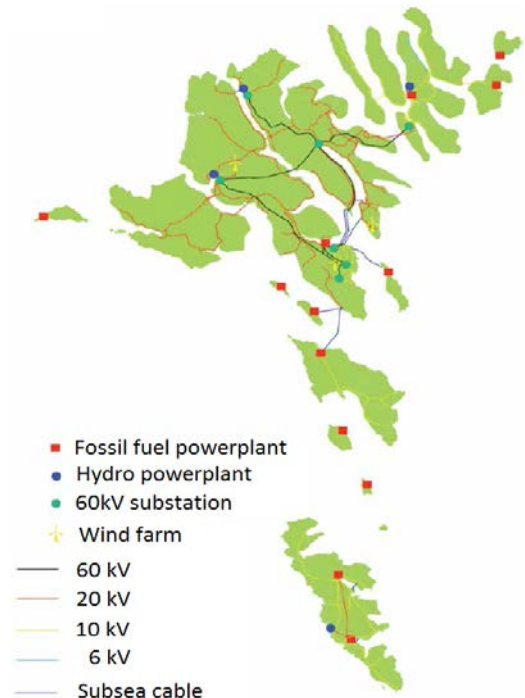 Fossil fuel powerplant
Hydro powerplant
60kV substation
Wind farm
60 kV
20 kV
10 kV
6 kV
Subsea cable